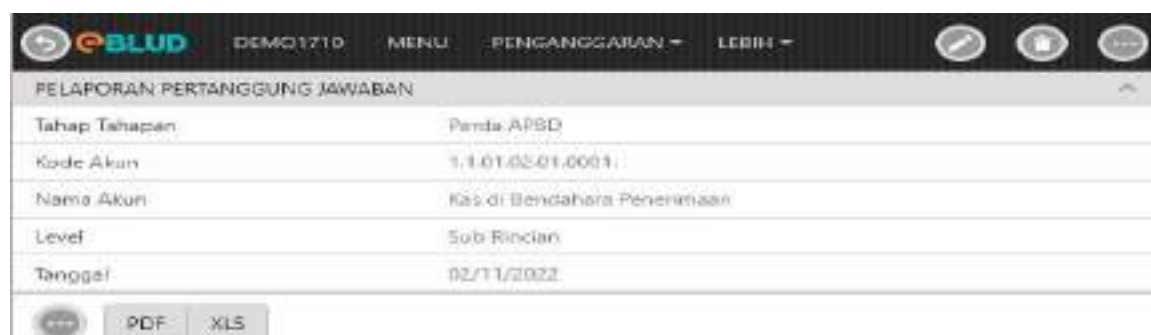 eBLUD DEMO1710 MENU PENGANGGARAN LEBIH
PELAPORAN PERTANGGUNG JAWABAN
Tahap Tahapan Perda APBD
Kode Akun 1.1.01.02.01.0001.
Nama Akun Kas di Bendahara Penerimaan
Level Sub Rincian
Tanggal 02/11/2022
PDF XLS